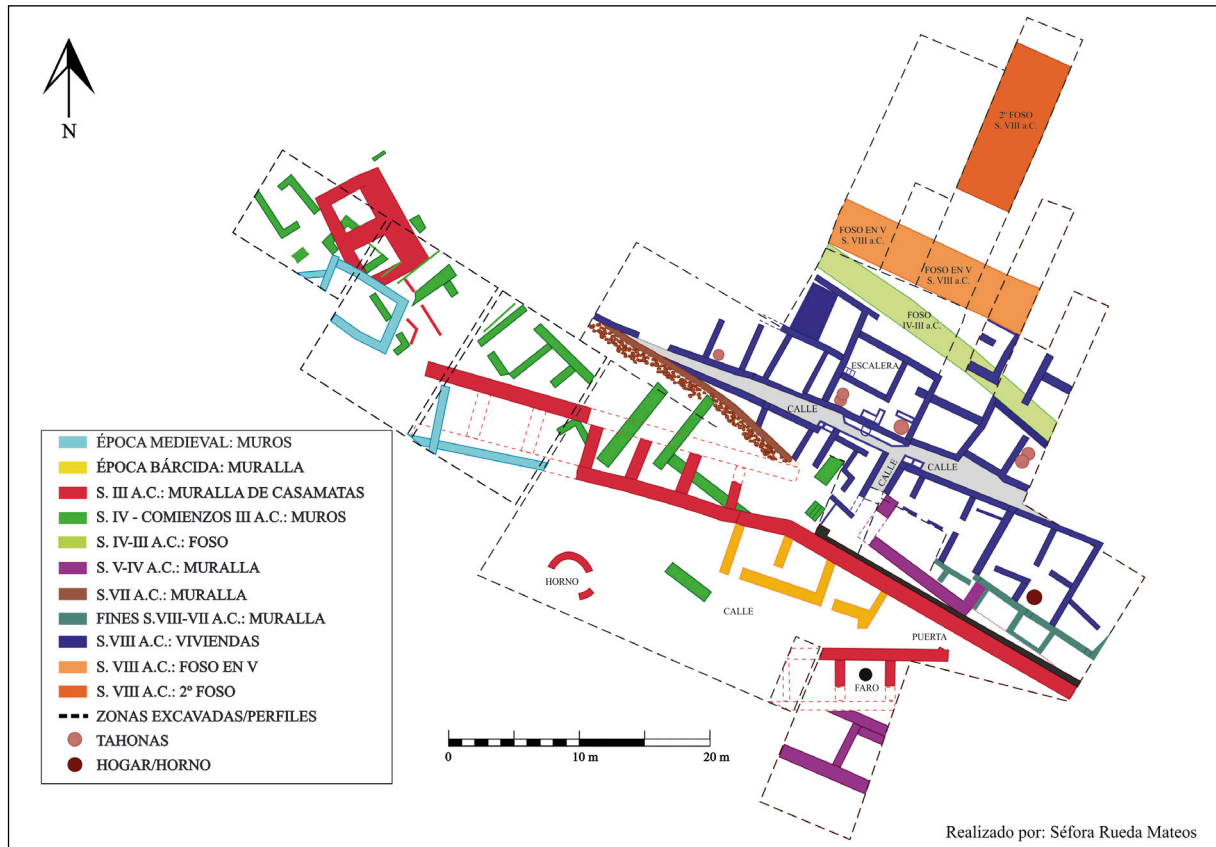 N
2º FOSO
S. VIII a.C.
FOSO EN V
S. VIII a.C.
FOSO EN V
S. VIII a.C.
FOSO
IV-III a.C.
ESCALERA
CALLE
CALLE
CALLE
HORNO
CALLE
PUERTA
FARO
ÉPOCA MEDIEVAL: MUROS
ÉPOCA BÁRCIDA: MURALLA
S. III A.C.: MURALLA DE CASAMATAS
S. IV - COMIENZOS III A.C.: MUROS
S. IV-III A.C.: FOSO
S. V-IV A.C.: MURALLA
S.VII A.C.: MURALLA
FINES S.VIII-VII A.C.: MURALLA
S.VIII A.C.: VIVIENDAS
S. VIII A.C.: FOSO EN V
S. VIII A.C.: 2º FOSO
ZONAS EXCAVADAS/PERFILES
TAHONAS
HOGAR/HORNO
0 10 m 20 m
Realizado por: Séfora Rueda Mateos